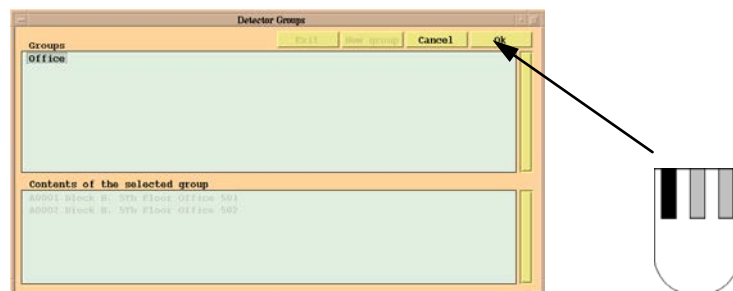 Detector Groups
Exit New group Cancel Ok
Groups
Office
Contents of the selected group
A0001 Block B. 5Th Floor Office 501
A0002 Block B. 5Th Floor Office 502